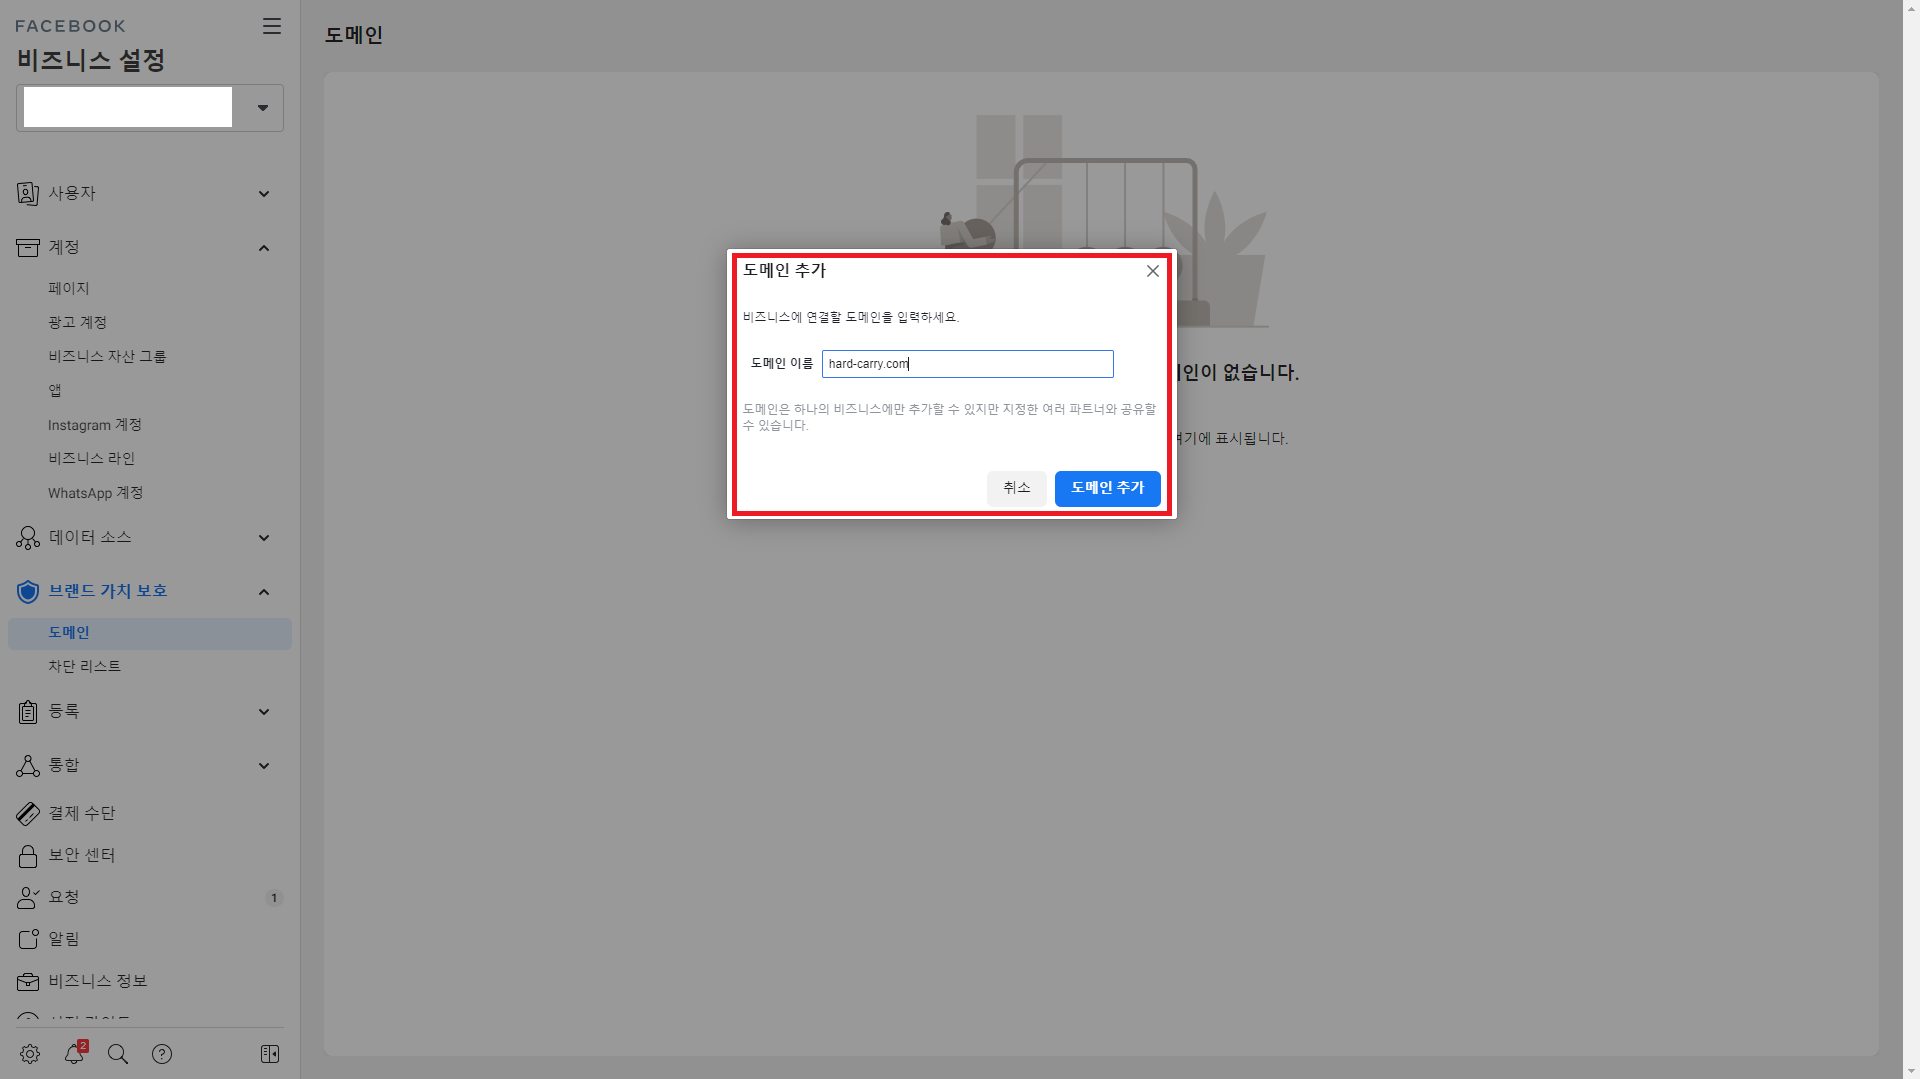 FACEBOOK
비즈니스 설정
사용자
계정
페이지
광고 계정
비즈니스 자산 그룹
앱
Instagram 계정
비즈니스 라인
WhatsApp 계정
데이터 소스
브랜드 가치 보호
도메인
차단 리스트
등록
통합
결제 수단
보안 센터
요청
1
알림
비즈니스 정보
2
도메인
도메인 추가
비즈니스에 연결할 도메인을 입력하세요.
도메인 이름 hard-carry.com
도메인은 하나의 비즈니스에만 추가할 수 있지만 지정한 여러 파트너와 공유할
수 있습니다.
취소 도메인 추가
없습니다.
표시됩니다.